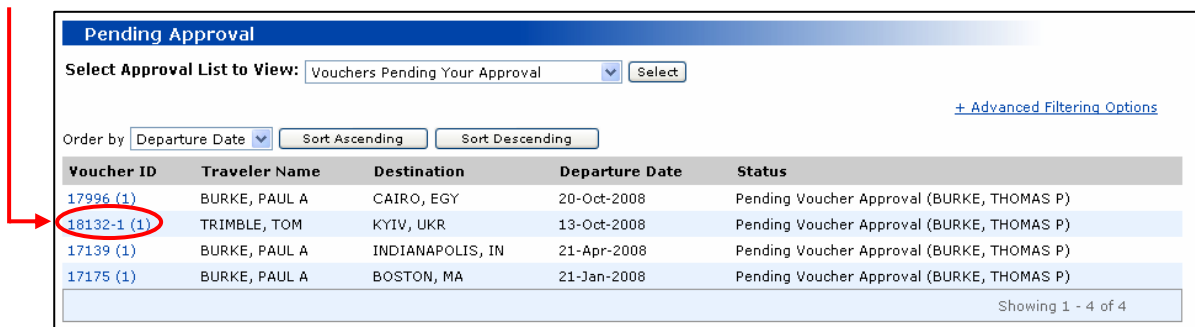 Pending Approval
Select Approval List to View: Vouchers Pending Your Approval Select
+ Advanced Filtering Options
Order by Departure Date Sort Ascending Sort Descending
Voucher ID Traveler Name Destination Departure Date Status
17996 (1) BURKE, PAUL A CAIRO, EGY 20-Oct-2008 Pending Voucher Approval (BURKE, THOMAS P)
18132-1 (1) TRIMBLE, TOM KYIV, UKR 13-Oct-2008 Pending Voucher Approval (BURKE, THOMAS P)
17139 (1) BURKE, PAUL A INDIANAPOLIS, IN 21-Apr-2008 Pending Voucher Approval (BURKE, THOMAS P)
17175 (1) BURKE, PAUL A BOSTON, MA 21-Jan-2008 Pending Voucher Approval (BURKE, THOMAS P)
Showing 1 - 4 of 4